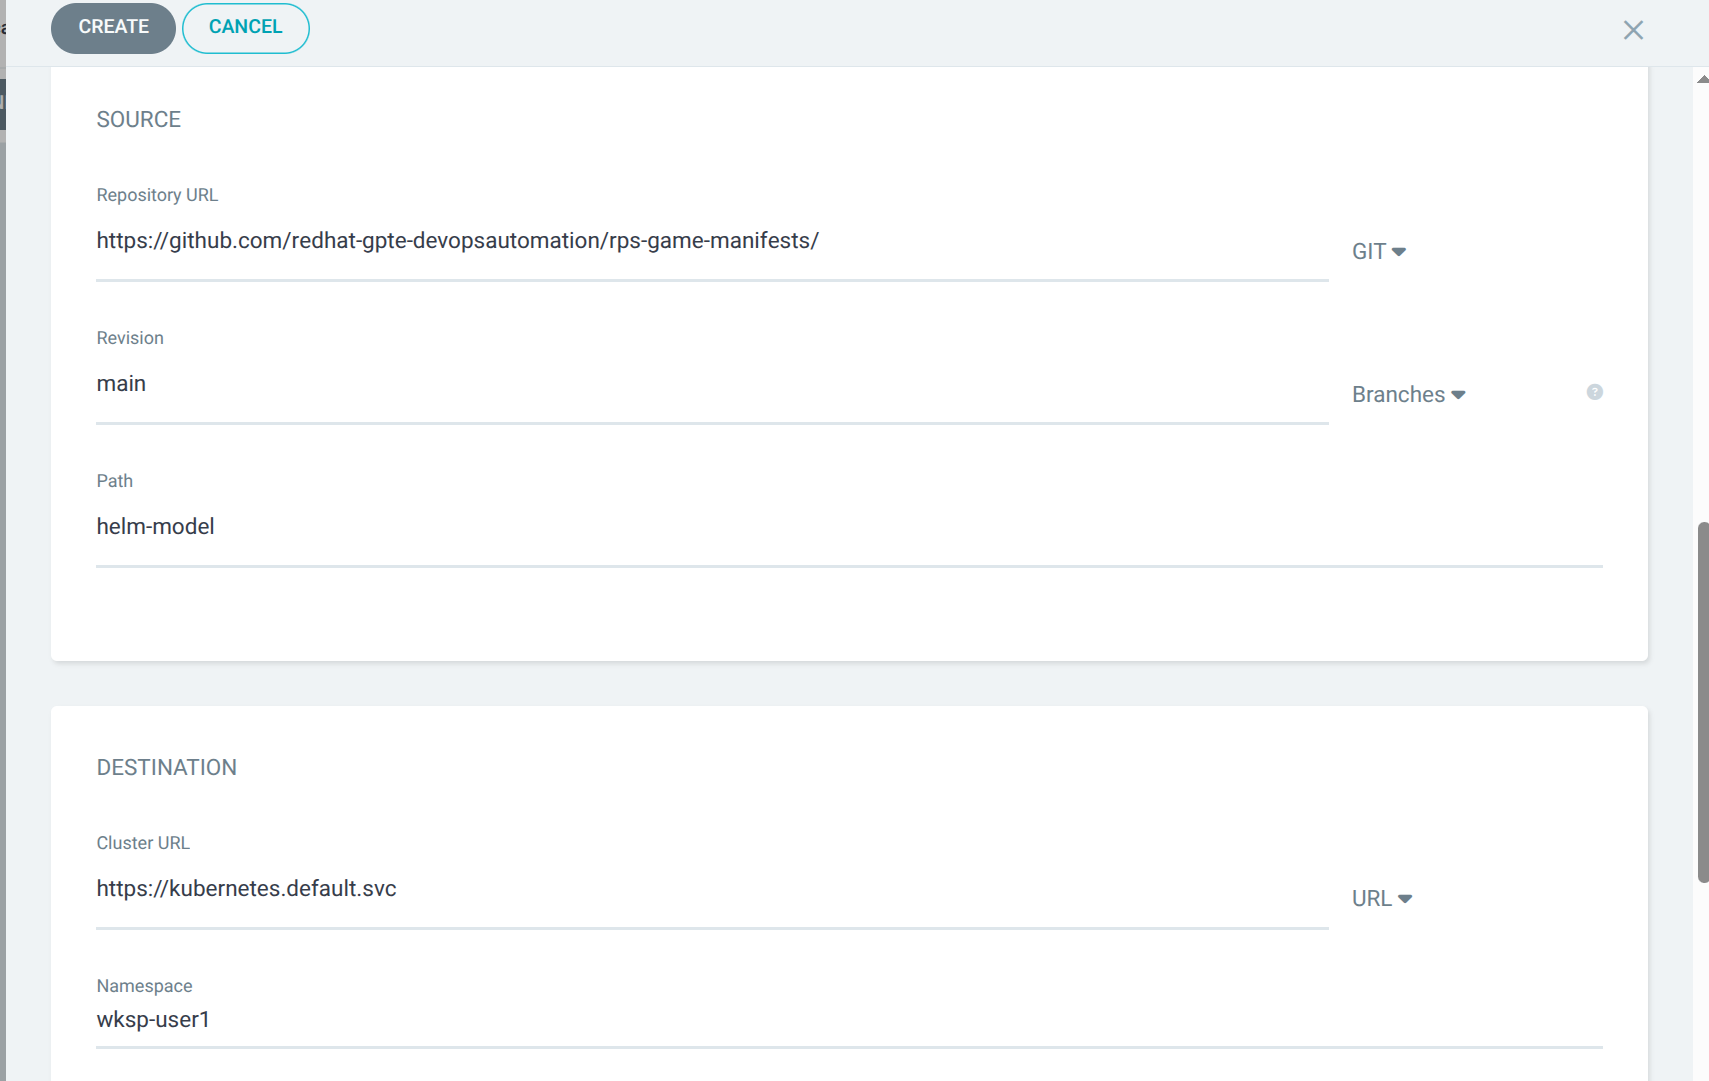 CREATE
CANCEL
SOURCE
Repository URL
https://github.com/redhat-gpte-devopsautomation/rps-game-manifests/
GIT
Revision
main
Branches
?
Path
helm-model
DESTINATION
Cluster URL
https://kubernetes.default.svc
URL
Namespace
wksp-user1